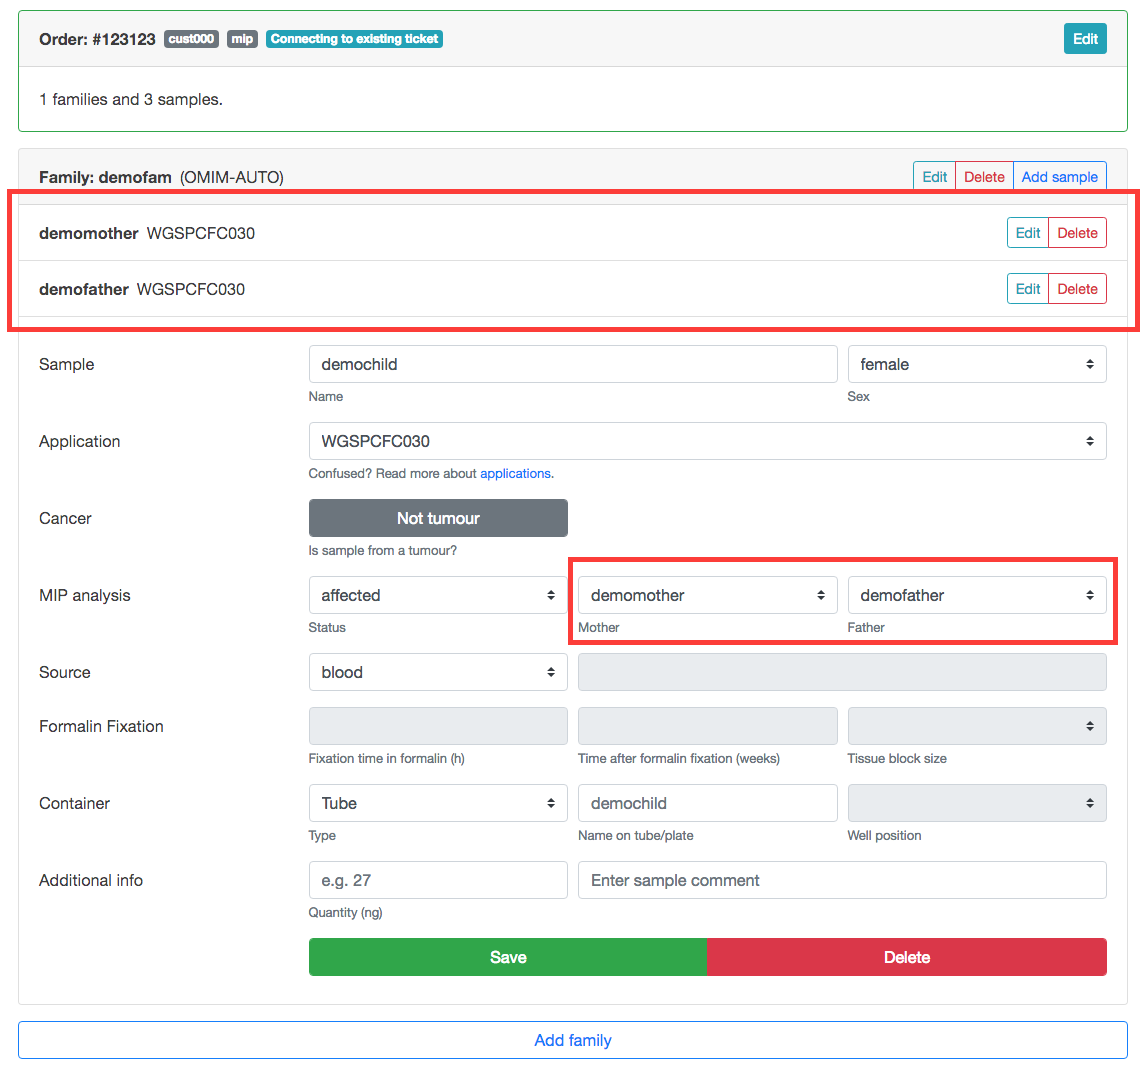 Order: #123123 cust000 mip Connecting to existing ticket Edit
1 families and 3 samples.
Family: demofam (OMIM-AUTO) Edit Delete Add sample
demomother WGSPCFC030 Edit Delete
demofather WGSPCFC030 Edit Delete
Sample demochild female
Name Sex
Application WGSPCFC030
Confused? Read more about applications.
Cancer Not tumour
Is sample from a tumour?
MIP analysis affected demomother demofather
Status Mother Father
Source blood
Formalin Fixation
Fixation time in formalin (h) Time after formalin fixation (weeks) Tissue block size
Container Tube demochild
Type Name on tube/plate Well position
Additional info e.g. 27 Enter sample comment
Quantity (ng)
Save Delete
Add family